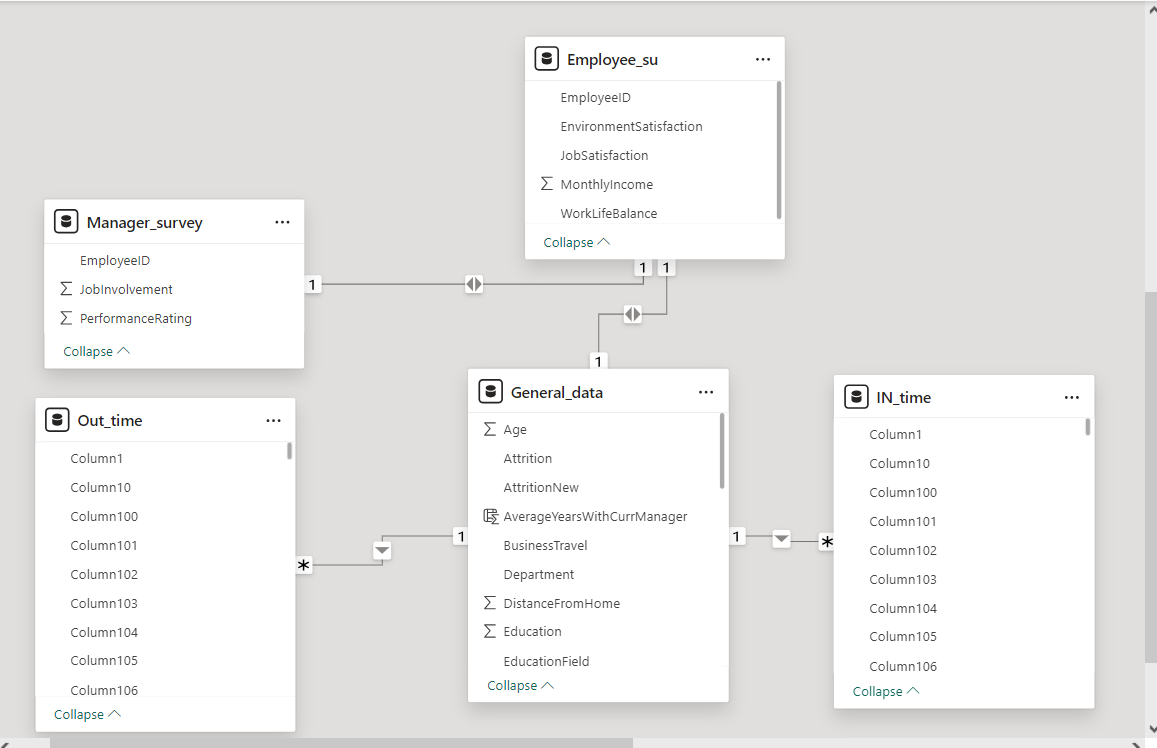 Employee_su
EmployeeID
EnvironmentSatisfaction
JobSatisfaction
∑ MonthlyIncome
WorkLifeBalance
Collapse
Manager_survey
EmployeeID
∑ JobInvolvement
∑ PerformanceRating
Collapse
1
1 1
1
General_data
∑ Age
Attrition
AttritionNew
AverageYearsWithCurrManager
BusinessTravel
Department
∑ DistanceFromHome
∑ Education
EducationField
Collapse
Out_time
Column1
Column10
Column100
Column101
Column102
Column103
Column104
Column105
Column106
Collapse
*
1
1
*
IN_time
Column1
Column10
Column100
Column101
Column102
Column103
Column104
Column105
Column106
Collapse